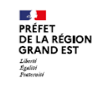 PRÉFET
DE LA RÉGION
GRAND EST
Liberté
Égalité
Fraternité